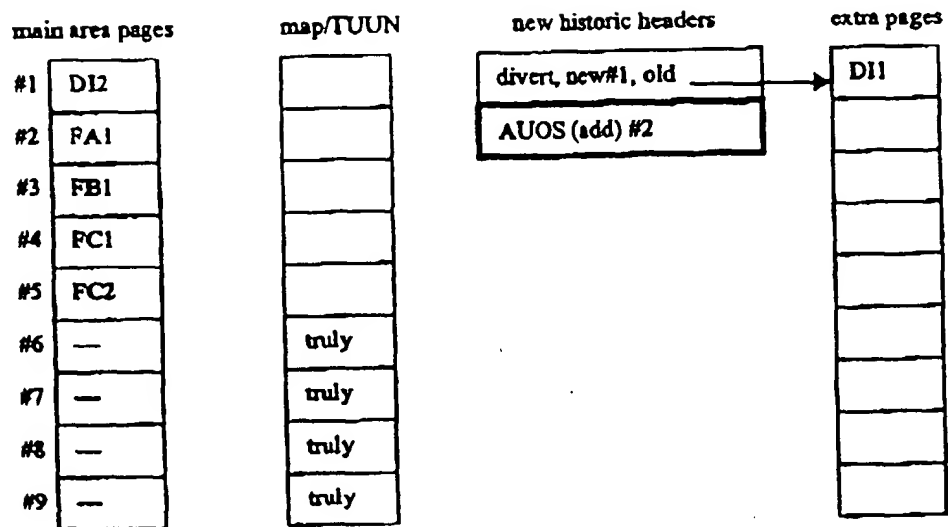 main area pages
#1 DI2
#2 FA1
#3 FB1
#4 FC1
#5 FC2
#6 —
#7 —
#8 —
#9 —
map/TUUN
truly
truly
truly
truly
new historic headers
divert, new#1, old
AUOS (add) #2
extra pages
DI1